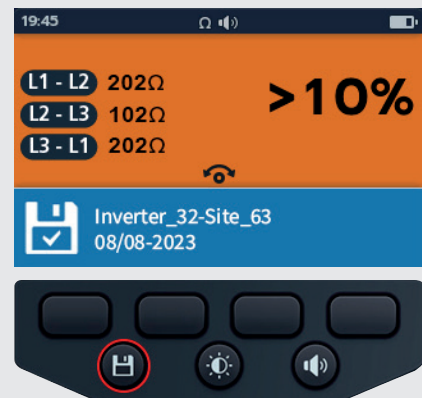 19:45 Ω
L1 - L2 202Ω
L2 - L3 102Ω
L3 - L1 202Ω
>10%
Inverter_32-Site_63
08/08-2023